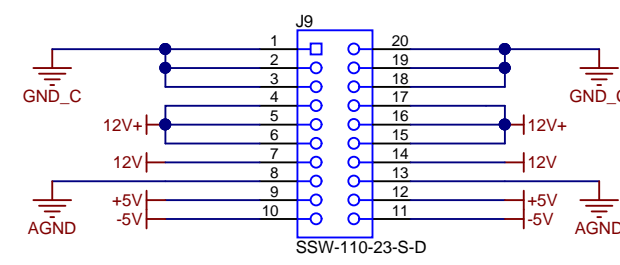 J9
1 20
2 19
3 18
GND_C GND_C
4 17
12V+ 5 16 12V+
6 15
12V 7 14 12V
8 13
+5V 9 12 +5V
-5V 10 11 -5V
AGND AGND
SSW-110-23-S-D